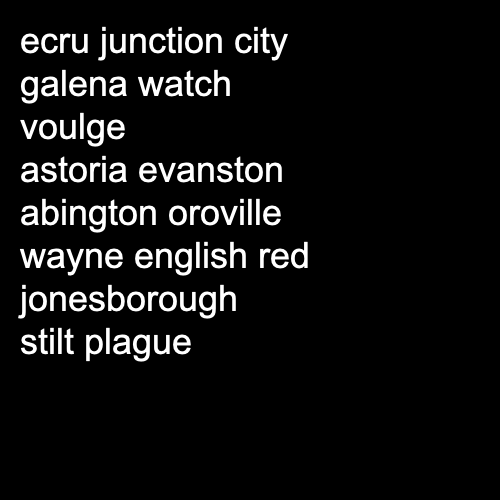 ecru junction city
galena watch
voulge
astoria evanston
abington oroville
wayne english red
jonesborough
stilt plague